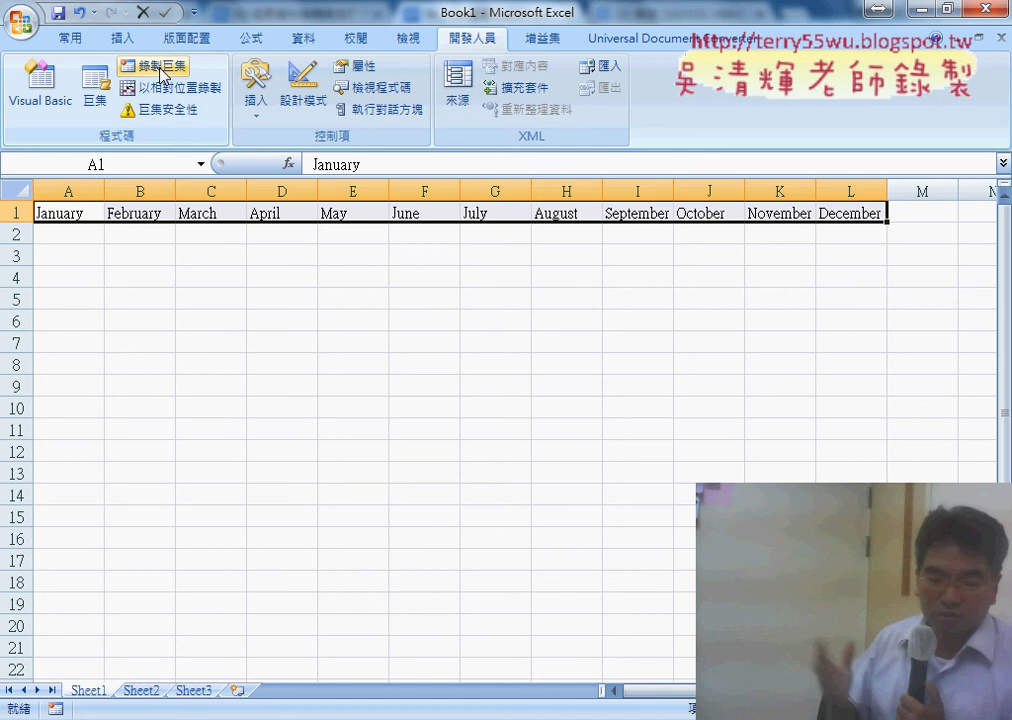 Book1 - Microsoft Excel
常用 插入 版面配置 公式 資料 校閱 檢視 開發人員 增益集 Universal Document Converter
http://terry55wu.blogspot.tw
吳清輝老師錄製
Visual Basic
巨集
錄製巨集
以相對位置錄製
巨集安全性
程式碼
插入
設計模式
屬性
檢視程式碼
執行對話方塊
控制項
來源
對應內容
擴充套件
重新整理資料
匯入
匯出
XML
A1 fx January
A B C D E F G H I J K L M N
1 January February March April May June July August September October November December
2
3
4
5
6
7
8
9
10
11
12
13
14
15
16
17
18
19
20
21
22
Sheet1 Sheet2 Sheet3
就緒